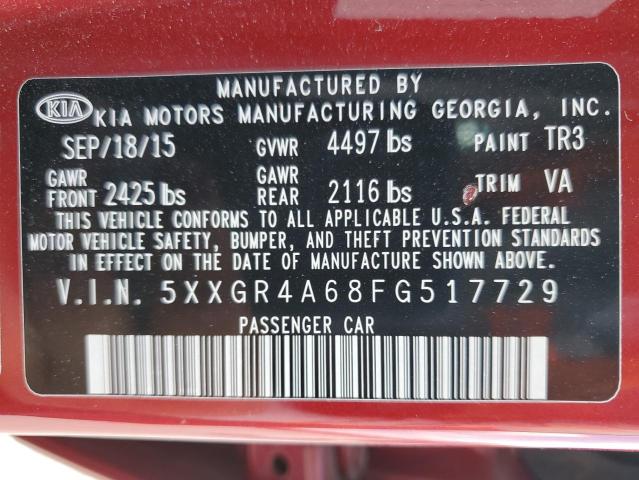 MANUFACTURED BY
KIA KIA MOTORS MANUFACTURING GEORGIA, INC.
SEP/18/15 GVWR 4497 lbs PAINT TR3
GAWR FRONT 2425 lbs GAWR REAR 2116 lbs TRIM VA
THIS VEHICLE CONFORMS TO ALL APPLICABLE U.S.A. FEDERAL
MOTOR VEHICLE SAFETY, BUMPER, AND THEFT PREVENTION STANDARDS
IN EFFECT ON THE DATE OF MANUFACTURE SHOWN ABOVE.
V.I.N. 5XXGR4A68FG517729
PASSENGER CAR